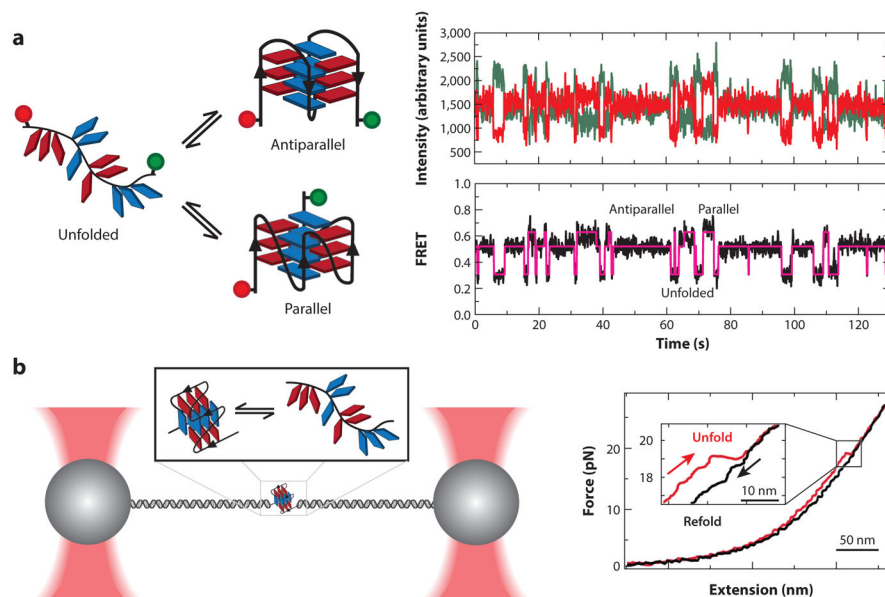 a
Unfolded
Antiparallel
Parallel
Intensity (arbitrary units)
3,000
2,500
2,000
1,500
1,000
500
FRET
1.0
0.8
0.6
0.4
0.2
0.0
Antiparallel
Parallel
Unfolded
0
20
40
60
80
100
120
Time (s)
b
Force (pN)
20
10
0
20
19
18
17
Unfold
Refold
10 nm
50 nm
Extension (nm)